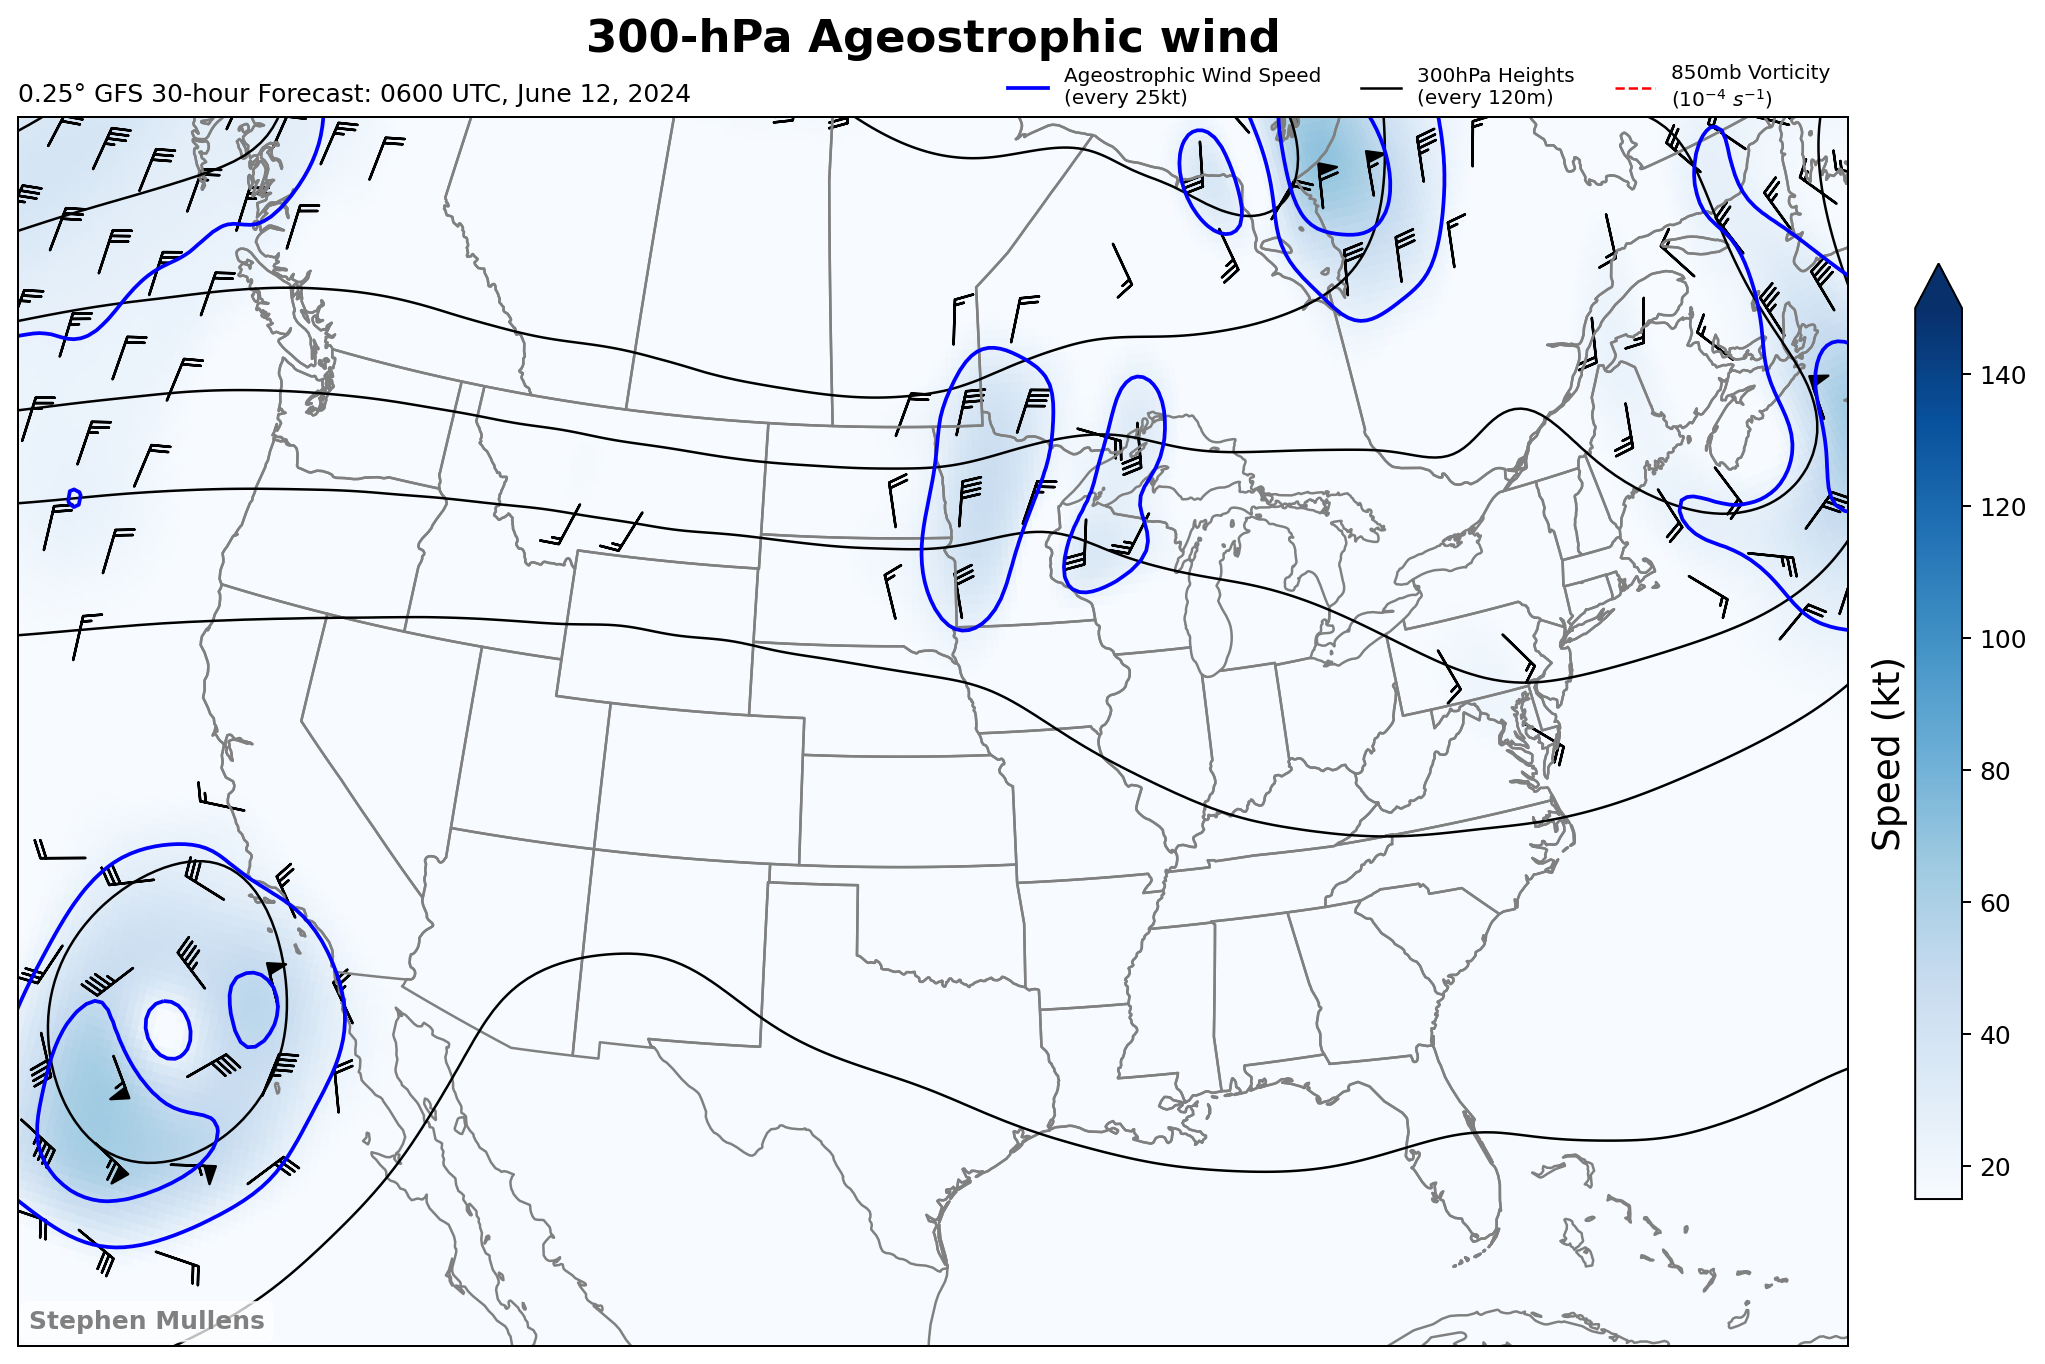 300-hPa Ageostrophic wind
0.25° GFS 30-hour Forecast: 0600 UTC, June 12, 2024
Ageostrophic Wind Speed
(every 25kt)
300hPa Heights
(every 120m)
850mb Vorticity
(10⁻⁴ s⁻¹)
140
120
100
80
60
40
20
Speed (kt)
Stephen Mullens